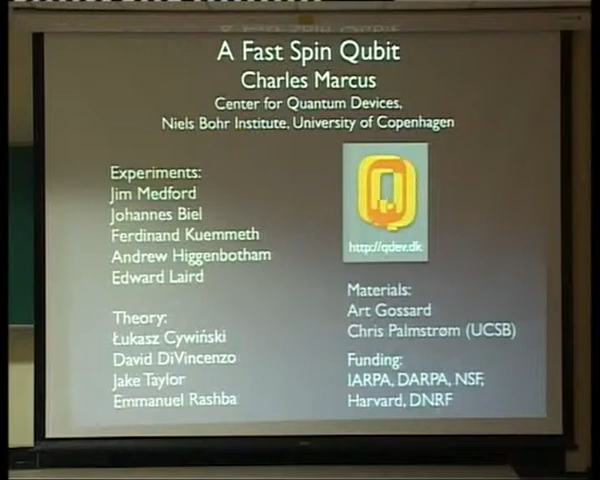 A Fast Spin Qubit
Charles Marcus
Center for Quantum Devices,
Niels Bohr Institute, University of Copenhagen
Experiments:
Jim Medford
Johannes Biel
Ferdinand Kuemmeth
Andrew Higgenbotham
Edward Laird
Theory:
Łukasz Cywiński
David DiVincenzo
Jake Taylor
Emmanuel Rashba
http://qdev.dk
Materials:
Art Gossard
Chris Palmstrøm (UCSB)
Funding:
IARPA, DARPA, NSF,
Harvard, DNRF